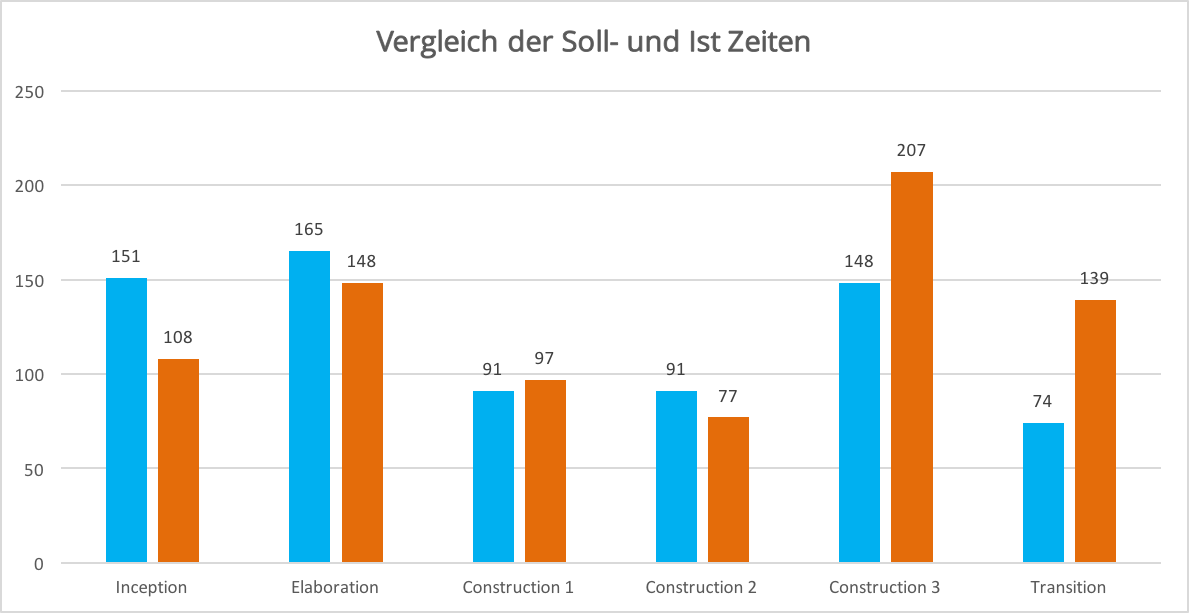 Vergleich der Soll- und Ist Zeiten
250
200
150
100
50
0
151
108
165
148
91
97
91
77
148
207
74
139
Inception
Elaboration
Construction 1
Construction 2
Construction 3
Transition